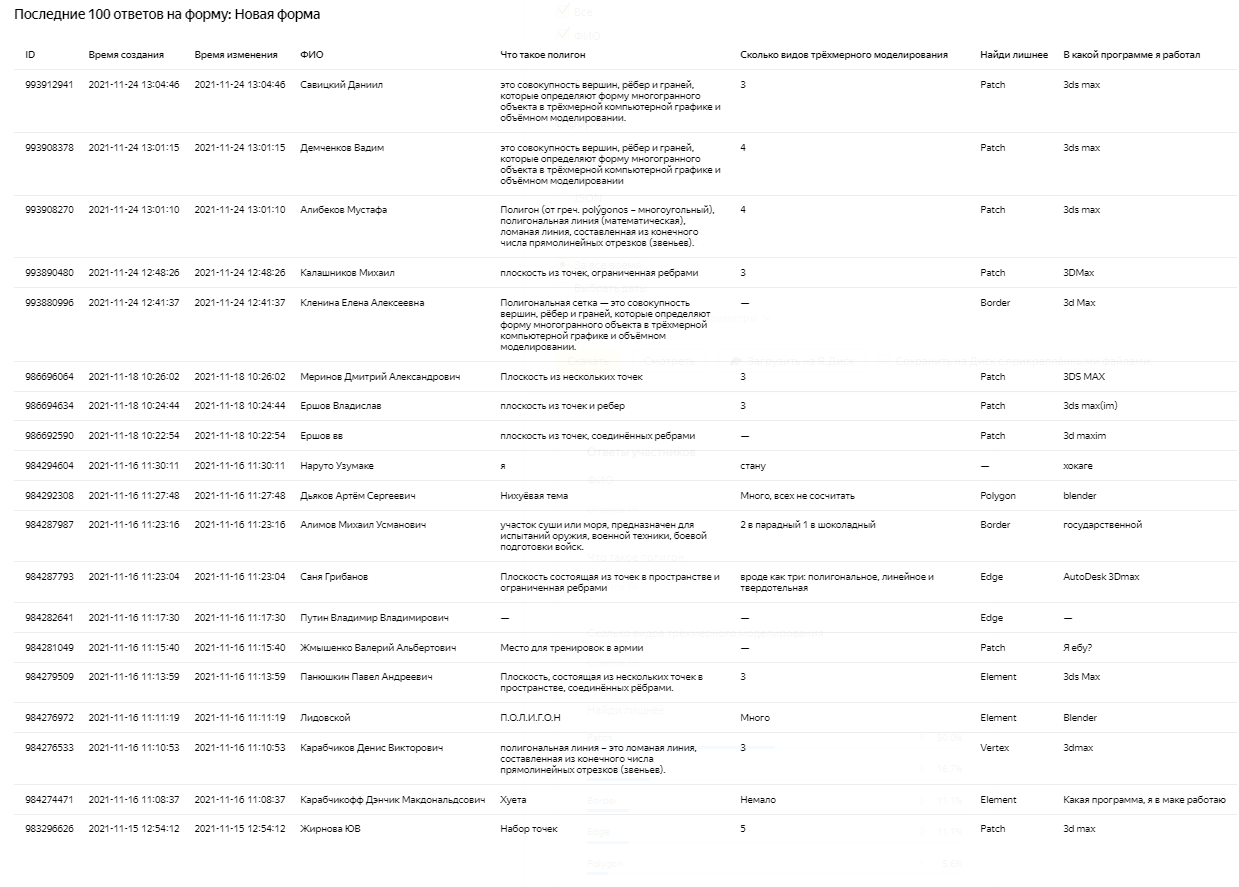 Последние 100 ответов на форму: Новая форма
ID Время создания Время изменения ФИО Что такое полигон Сколько видов трёхмерного моделирования Найди лишнее В какой программе я работал
993912941 2021-11-24 13:04:46 2021-11-24 13:04:46 Савицкий Даниил это совокупность вершин, рёбер и граней, 3 Patch 3ds max
которые определяют форму многогранного
объекта в трёхмерной компьютерной графике и
объёмном моделировании.
993908378 2021-11-24 13:01:15 2021-11-24 13:01:15 Демченков Вадим это совокупность вершин, рёбер и граней, 4 Patch 3ds max
которые определяют форму многогранного
объекта в трёхмерной компьютерной графике и
объёмном моделировании
993908270 2021-11-24 13:01:10 2021-11-24 13:01:10 Алибеков Мустафа Полигон (от греч. polýgonos – многоугольный), 4 Patch 3ds max
полигональная линия (математическая),
ломаная линия, составленная из конечного
числа прямолинейных отрезков (звеньев).
993890480 2021-11-24 12:48:26 2021-11-24 12:48:26 Калашников Михаил плоскость из точек, ограниченная ребрами 3 Patch 3DMax
993880996 2021-11-24 12:41:37 2021-11-24 12:41:37 Кленина Елена Алексеевна Полигональная сетка — это совокупность — Border 3d Max
вершин, рёбер и граней, которые определяют
форму многогранного объекта в трёхмерной
компьютерной графике и объёмном
моделировании.
986696064 2021-11-18 10:26:02 2021-11-18 10:26:02 Меринов Дмитрий Александрович Плоскость из нескольких точек 3 Patch 3DS MAX
986694634 2021-11-18 10:24:44 2021-11-18 10:24:44 Ершов Владислав плоскость из точек и ребер 3 Patch 3ds max(im)
986692590 2021-11-18 10:22:54 2021-11-18 10:22:54 Ершов вв плоскость из точек, соединённых ребрами — Patch 3d maxim
984294604 2021-11-16 11:30:11 2021-11-16 11:30:11 Наруто Узумаке я стану — хокаге
984292308 2021-11-16 11:27:48 2021-11-16 11:27:48 Дьяков Артём Сергеевич Нихуёвая тема Много, всех не сосчитать Polygon blender
984287987 2021-11-16 11:23:16 2021-11-16 11:23:16 Алимов Михаил Усманович участок суши или моря, предназначен для 2 в парадный 1 в шоколадный Border государственной
испытаний оружия, военной техники, боевой
подготовки войск.
984287793 2021-11-16 11:23:04 2021-11-16 11:23:04 Саня Грибанов Плоскость состоящая из точек в пространстве и вроде как три: полигональное, линейное и Edge AutoDesk 3Dmax
ограниченная ребрами твердотельная
984282641 2021-11-16 11:17:30 2021-11-16 11:17:30 Путин Владимир Владимирович — — Edge —
984281049 2021-11-16 11:15:40 2021-11-16 11:15:40 Жмышенко Валерий Альбертович Место для тренировок в армии — Patch Я ебу?
984279509 2021-11-16 11:13:59 2021-11-16 11:13:59 Панюшкин Павел Андреевич Плоскость, состоящая из нескольких точек в 3 Element 3ds Max
пространстве, соединённых рёбрами.
984276972 2021-11-16 11:11:19 2021-11-16 11:11:19 Лидовской П.О.Л.И.Г.О.Н Много Element Blender
984276533 2021-11-16 11:10:53 2021-11-16 11:10:53 Карабчиков Денис Викторович полигональная линия – это ломаная линия, 3 Vertex 3dmax
составленная из конечного числа
прямолинейных отрезков (звеньев).
984274471 2021-11-16 11:08:37 2021-11-16 11:08:37 Карабчикофф Дэнчик Макдональдсович Хуета Немало Element Какая программа, я в маке работаю
983296626 2021-11-15 12:54:12 2021-11-15 12:54:12 Жирнова ЮВ Набор точек 5 Patch 3d max